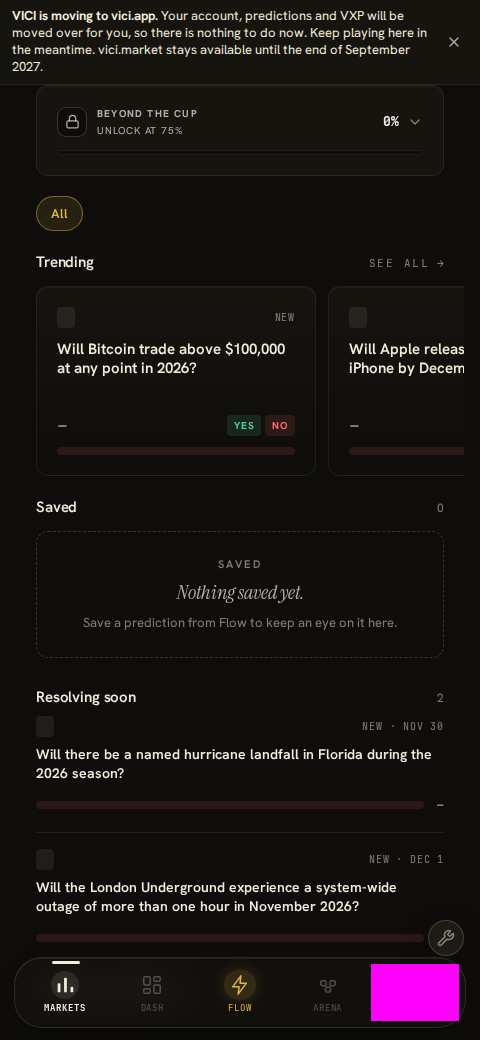 VICI is moving to vici.app. Your account, predictions and VXP will be
moved over for you, so there is nothing to do now. Keep playing here in
the meantime. vici.market stays available until the end of September
2027.
BEYOND THE CUP
UNLOCK AT 75%
0%
All
Trending
SEE ALL →
NEW
Will Bitcoin trade above $100,000
at any point in 2026?
—
YES
NO
Will Apple releas
iPhone by Decem
—
Saved
0
SAVED
Nothing saved yet.
Save a prediction from Flow to keep an eye on it here.
Resolving soon
2
NEW · NOV 30
Will there be a named hurricane landfall in Florida during the
2026 season?
—
NEW · DEC 1
Will the London Underground experience a system-wide
outage of more than one hour in November 2026?
MARKETS
DASH
FLOW
ARENA